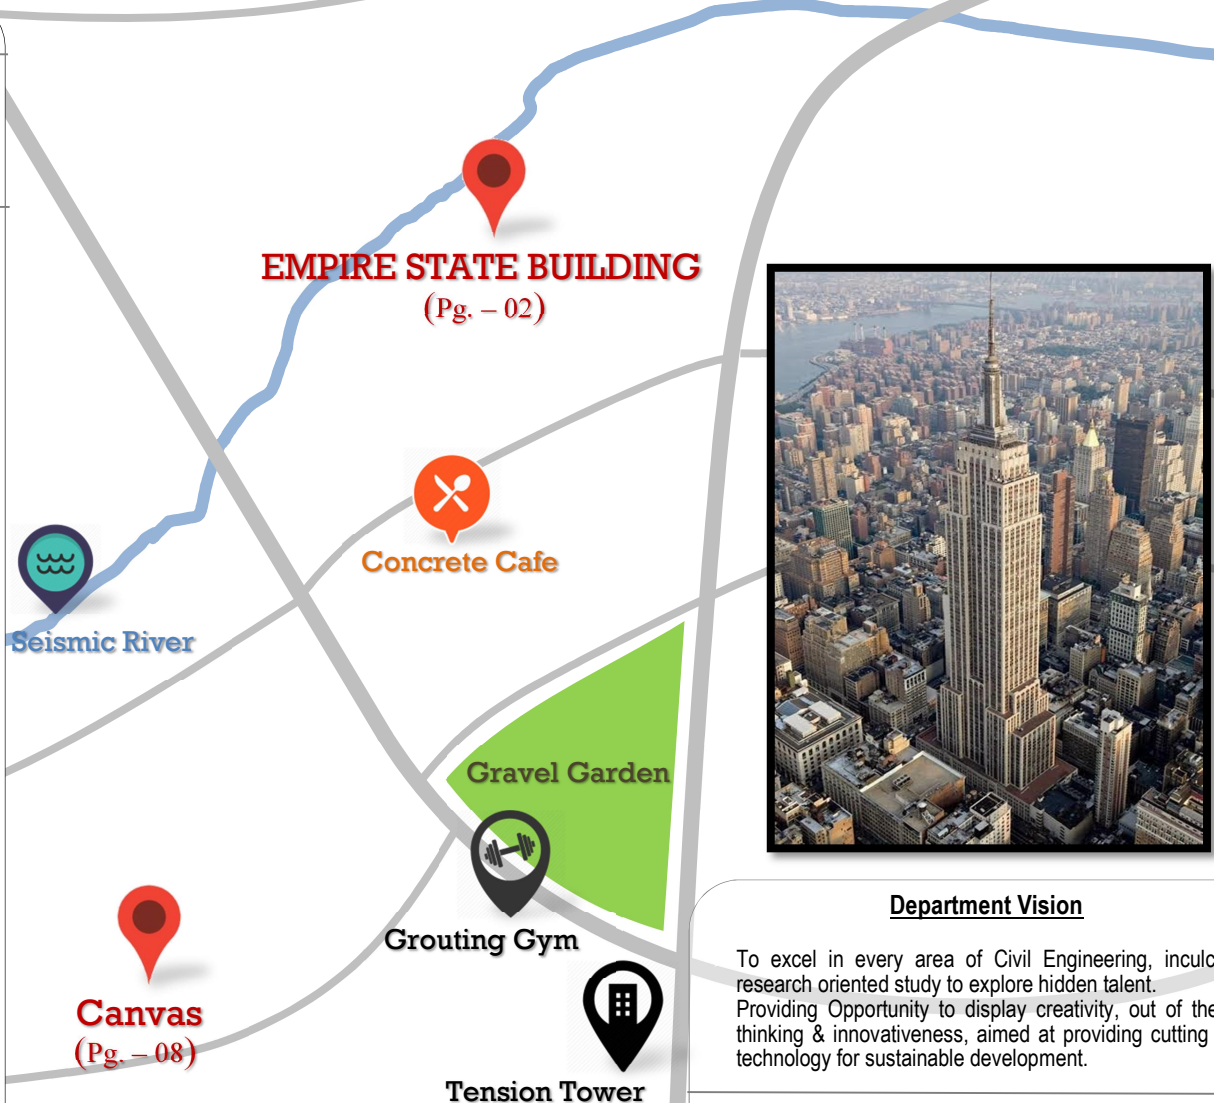 EMPIRE STATE BUILDING
(Pg. – 02)
Concrete Cafe
Seismic River
Gravel Garden
Grouting Gym
Canvas
(Pg. – 08)
Tension Tower
Department Vision
To excel in every area of Civil Engineering, inculc
research oriented study to explore hidden talent.
Providing Opportunity to display creativity, out of the
thinking & innovativeness, aimed at providing cutting
technology for sustainable development.